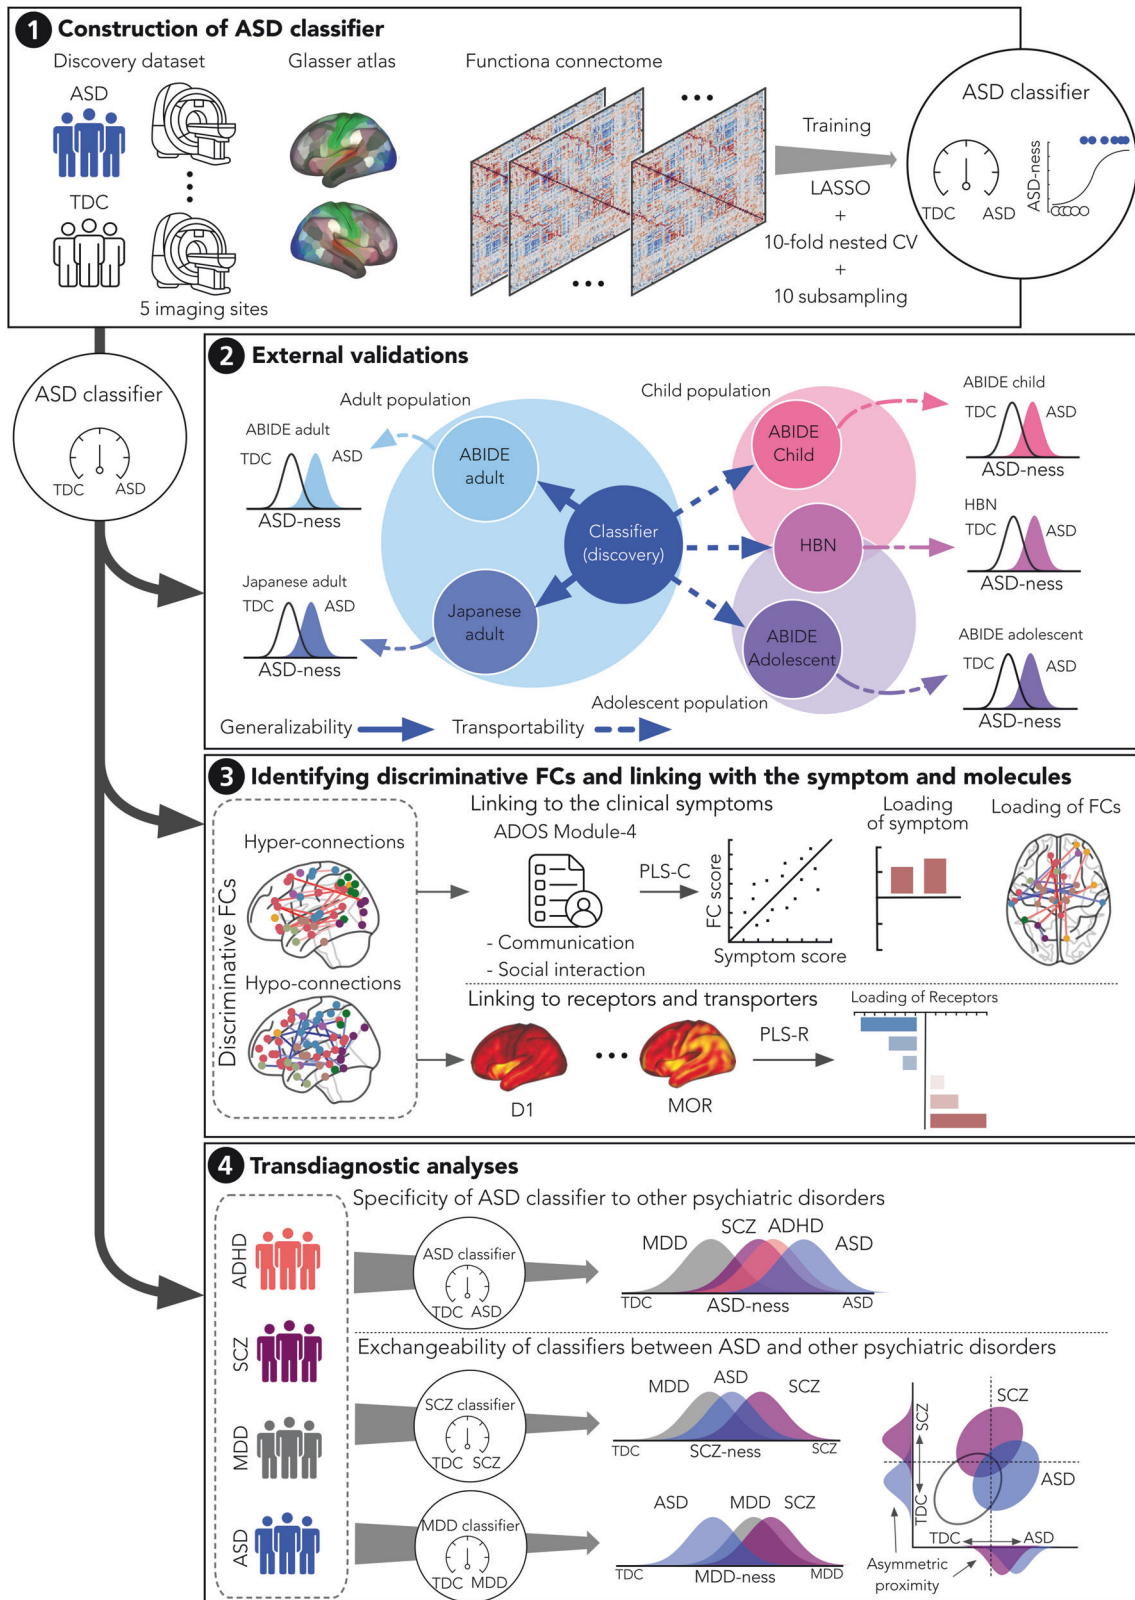 1 Construction of ASD classifier
Discovery dataset
Glasser atlas
Functiona connectome
ASD
TDC
5 imaging sites
Training
LASSO
+
10-fold nested CV
+
10 subsampling
ASD classifier
TDC
ASD
ASD-ness
ASD classifier
TDC
ASD
2 External validations
Adult population
Child population
ABIDE adult
TDC
ASD
ASD-ness
Japanese adult
TDC
ASD
ASD-ness
ABIDE
adult
Japanese
adult
Classifier
(discovery)
ABIDE
Child
HBN
ABIDE
Adolescent
ABIDE child
TDC
ASD
ASD-ness
HBN
TDC
ASD
ASD-ness
ABIDE adolescent
TDC
ASD
ASD-ness
Adolescent population
Generalizability
Transportability
3 Identifying discriminative FCs and linking with the symptom and molecules
Discriminative FCs
Hyper-connections
Hypo-connections
Linking to the clinical symptoms
ADOS Module-4
- Communication
- Social interaction
PLS-C
FC score
Symptom score
Loading
of symptom
Loading of FCs
Linking to receptors and transporters
D1
MOR
PLS-R
Loading of Receptors
4 Transdiagnostic analyses
ADHD
SCZ
MDD
ASD
Specificity of ASD classifier to other psychiatric disorders
ASD classifier
TDC ASD
MDD
SCZ
ADHD
ASD
TDC
ASD-ness
ASD
Exchangeability of classifiers between ASD and other psychiatric disorders
SCZ classifier
TDC SCZ
MDD
ASD
SCZ
TDC
SCZ-ness
SCZ
MDD classifier
TDC MDD
ASD
MDD
SCZ
TDC
MDD-ness
MDD
SCZ
TDC
SCZ
ASD
TDC
ASD
Asymmetric
proximity